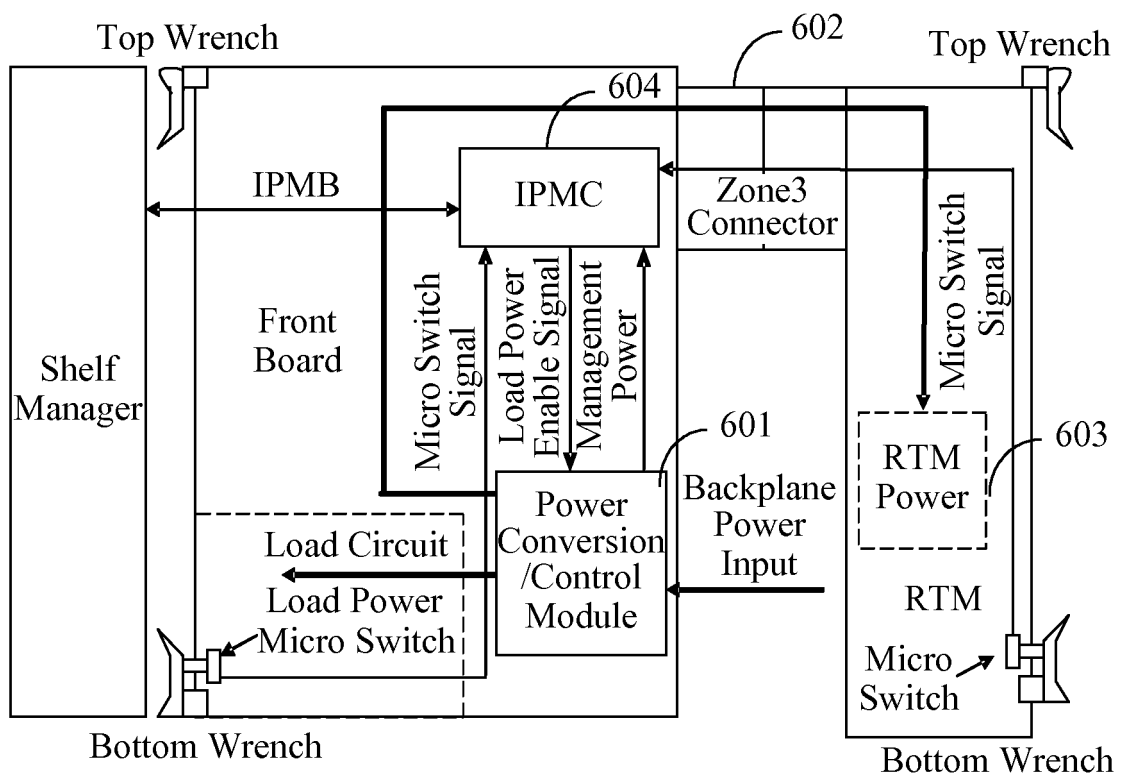 Top Wrench
602
Top Wrench
604
IPMB
IPMC
Zone3
Connector
Micro Switch
Signal
Load Power
Enable Signal
Management
Power
Micro Switch
Signal
Front
Board
Shelf
Manager
601
603
RTM
Power
Backplane
Power
Input
Power
Conversion
/Control
Module
Load Circuit
Load Power
Micro Switch
RTM
Micro
Switch
Bottom Wrench
Bottom Wrench